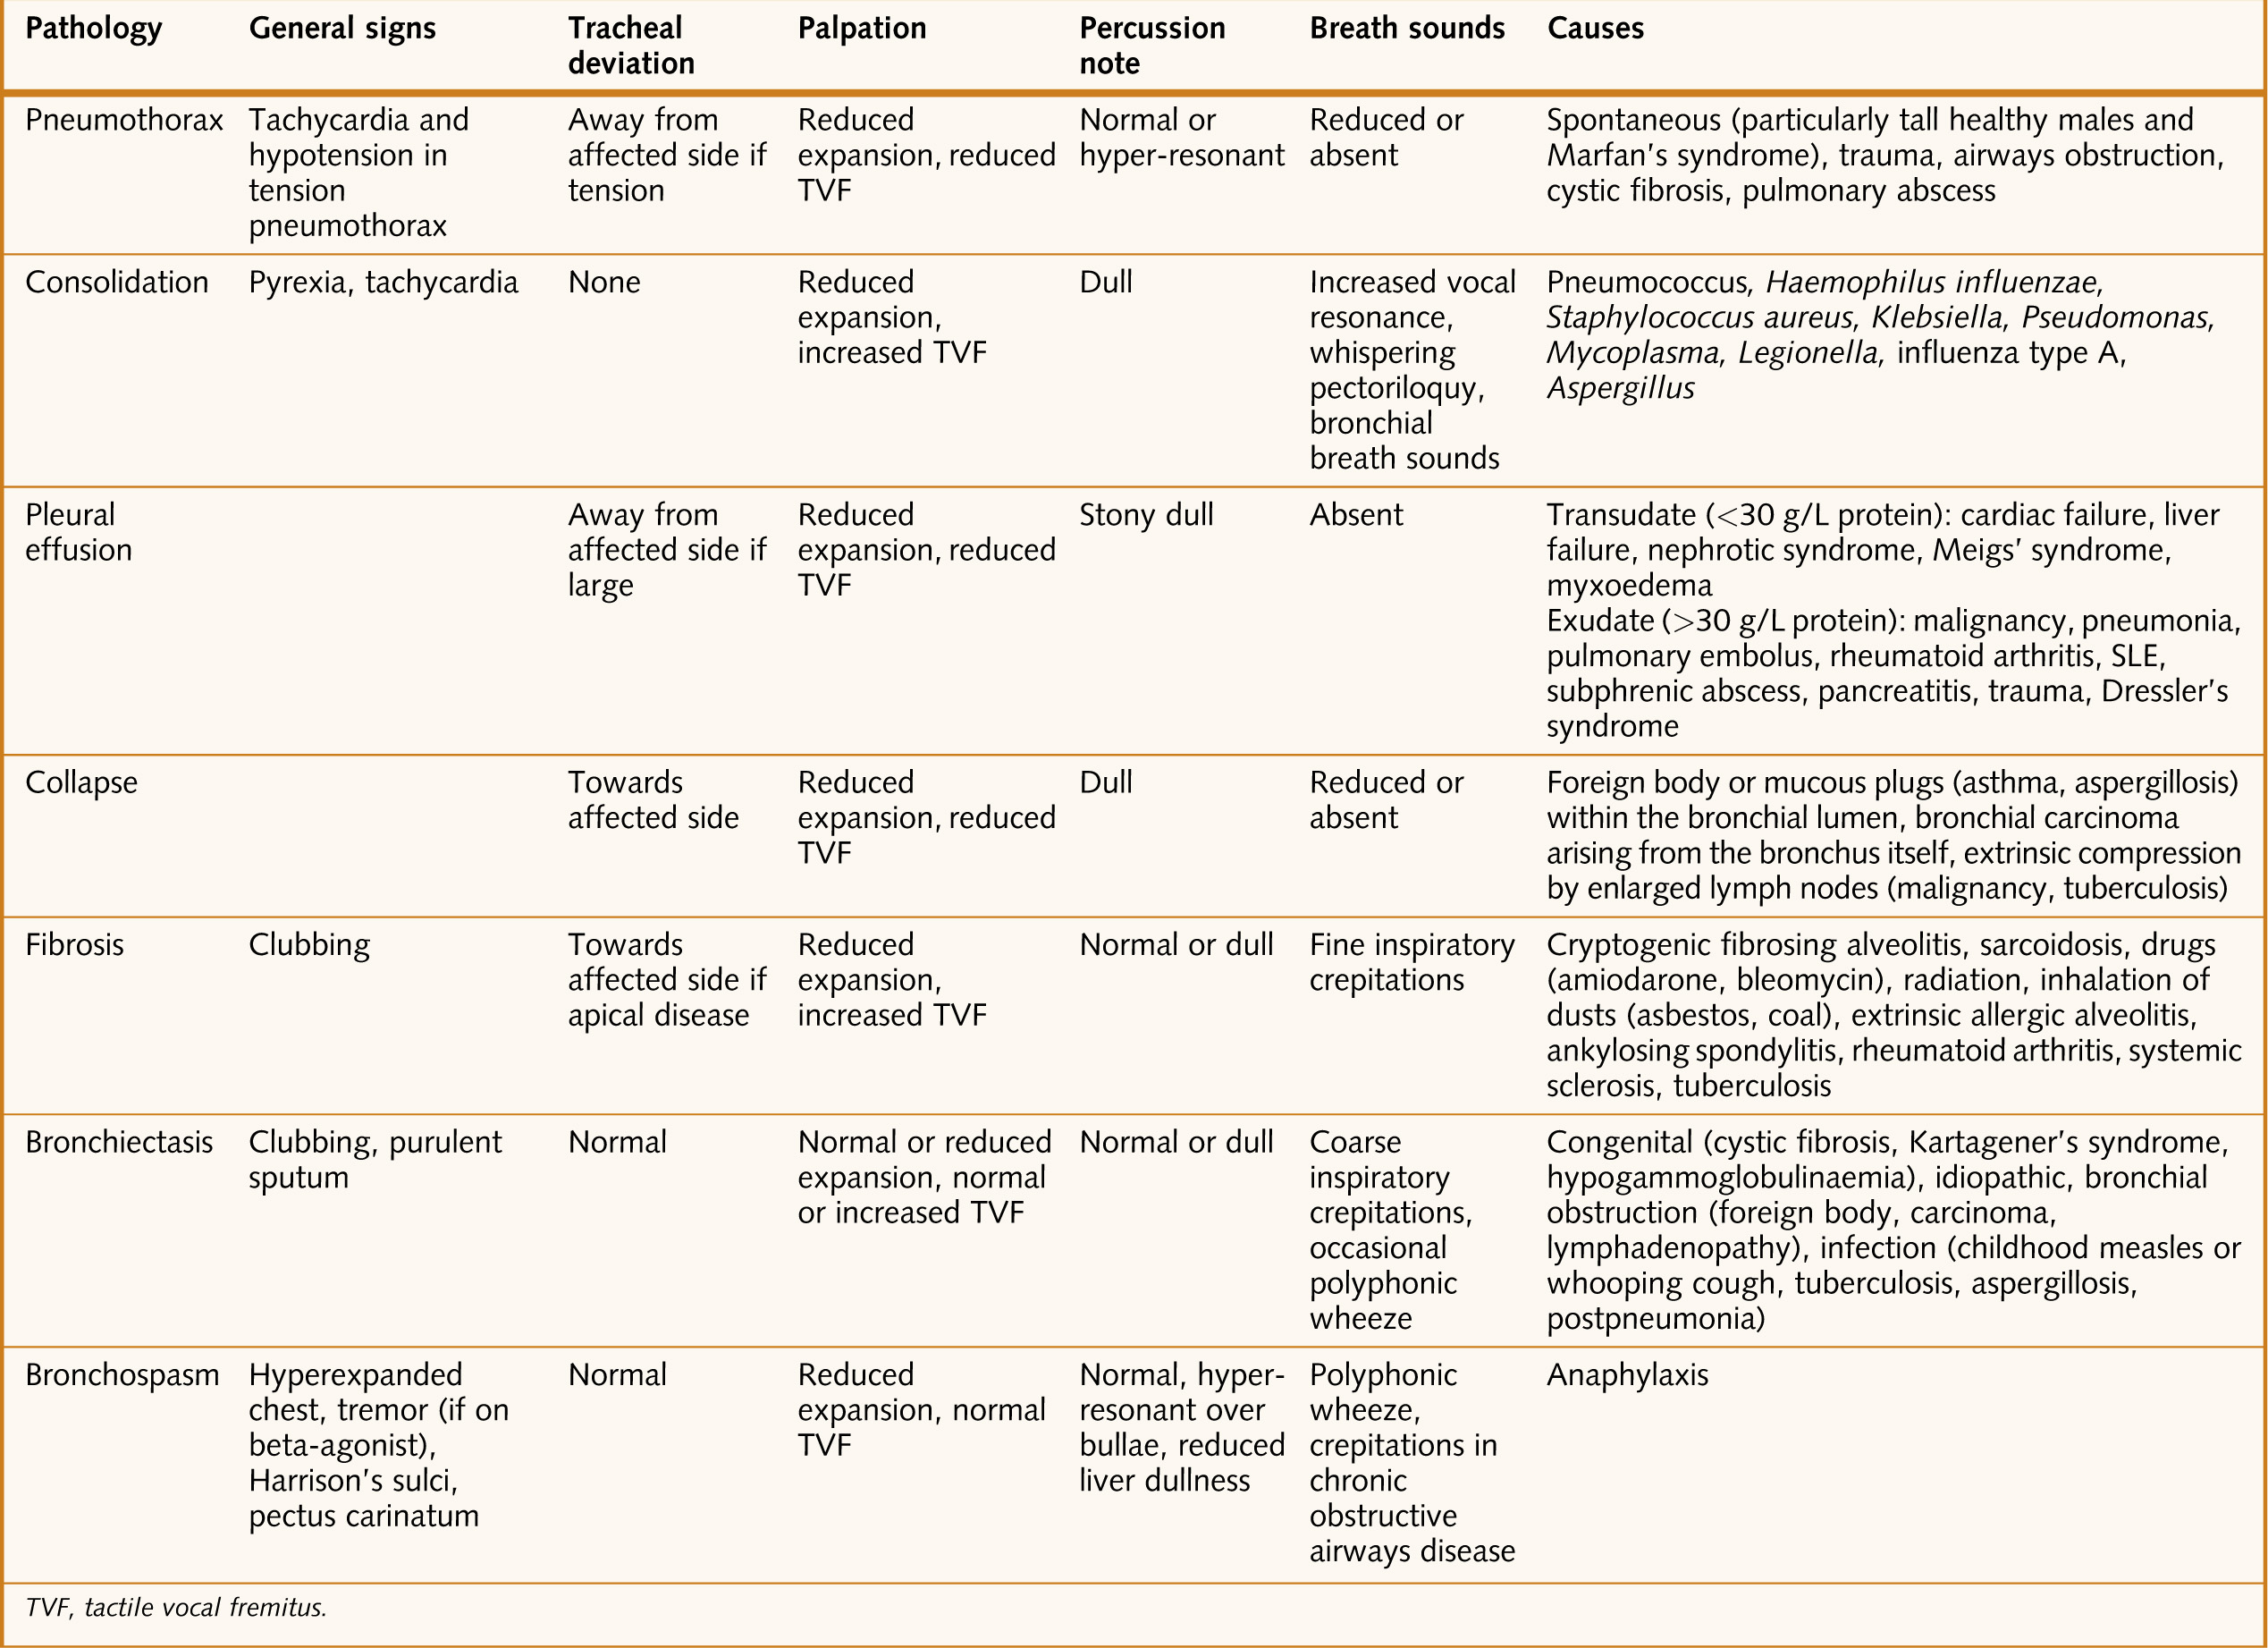 Pathology General signs Tracheal deviation Palpation Percussion note Breath sounds Causes
Pneumothorax
Tachycardia and
hypotension in
tension
pneumothorax
Away from
affected side if
tension
Reduced
expansion, reduced
TVF
Normal or
hyper-resonant
Reduced or
absent
Spontaneous (particularly tall healthy males and
Marfan’s syndrome), trauma, airways obstruction,
cystic fibrosis, pulmonary abscess
Consolidation
Pyrexia, tachycardia
None
Reduced
expansion,
increased TVF
Dull
Increased vocal
resonance,
whispering
pectoriloquy,
bronchial
breath sounds
Pneumococcus, Haemophilus influenzae,
Staphylococcus aureus, Klebsiella, Pseudomonas,
Mycoplasma, Legionella, influenza type A,
Aspergillus
Pleural
effusion
Away from
affected side if
large
Reduced
expansion, reduced
TVF
Stony dull
Absent
Transudate (<30 g/L protein): cardiac failure, liver
failure, nephrotic syndrome, Meigs’ syndrome,
myxoedema
Exudate (>30 g/L protein): malignancy, pneumonia,
pulmonary embolus, rheumatoid arthritis, SLE,
subphrenic abscess, pancreatitis, trauma, Dressler’s
syndrome
Collapse
Towards
affected side
Reduced
expansion, reduced
TVF
Dull
Reduced or
absent
Foreign body or mucous plugs (asthma, aspergillosis)
within the bronchial lumen, bronchial carcinoma
arising from the bronchus itself, extrinsic compression
by enlarged lymph nodes (malignancy, tuberculosis)
Fibrosis
Clubbing
Towards
affected side if
apical disease
Reduced
expansion,
increased TVF
Normal or dull
Fine inspiratory
crepitations
Cryptogenic fibrosing alveolitis, sarcoidosis, drugs
(amiodarone, bleomycin), radiation, inhalation of
dusts (asbestos, coal), extrinsic allergic alveolitis,
ankylosing spondylitis, rheumatoid arthritis, systemic
sclerosis, tuberculosis
Bronchiectasis
Clubbing, purulent
sputum
Normal
Normal or reduced
expansion, normal
or increased TVF
Normal or dull
Coarse
inspiratory
crepitations,
occasional
polyphonic
wheeze
Congenital (cystic fibrosis, Kartagener’s syndrome,
hypogammoglobulinaemia), idiopathic, bronchial
obstruction (foreign body, carcinoma,
lymphadenopathy), infection (childhood measles or
whooping cough, tuberculosis, aspergillosis,
postpneumonia)
Bronchospasm
Hyperexpanded
chest, tremor (if on
beta-agonist),
Harrison’s sulci,
pectus carinatum
Normal
Reduced
expansion, normal
TVF
Normal, hyper-
resonant over
bullae, reduced
liver dullness
Polyphonic
wheeze,
crepitations in
chronic
obstructive
airways disease
Anaphylaxis
TVF, tactile vocal fremitus.